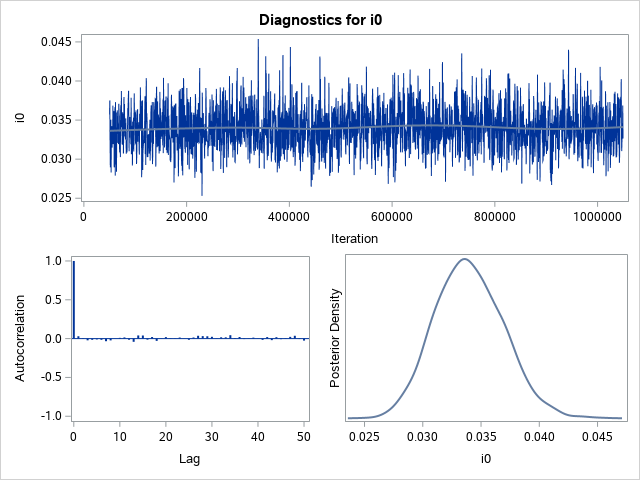 Diagnostics for i0
0.045
0.040
0.035
0.030
0.025
i0
0 200000 400000 600000 800000 1000000
Iteration
1.0
0.5
0.0
-0.5
-1.0
Autocorrelation
0 10 20 30 40 50
Lag
Posterior Density
0.025 0.030 0.035 0.040 0.045
i0